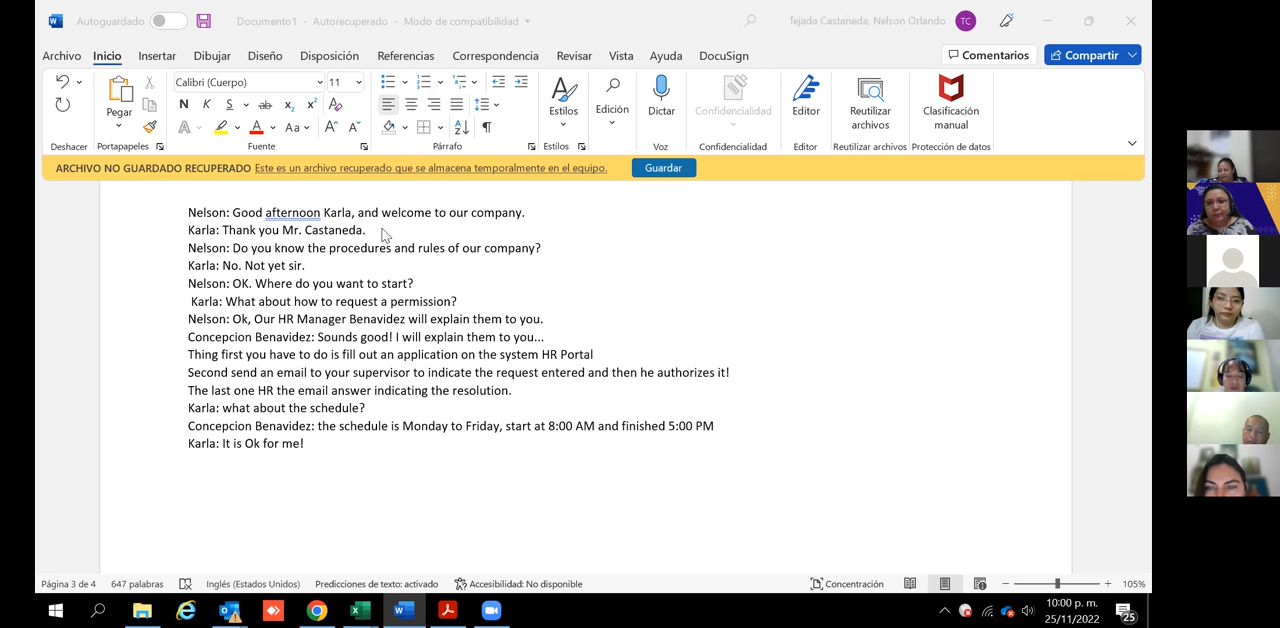 Autoguardado
Documento1 - Autorecuperado - Modo de compatibilidad
Tejada Castaneda, Nelson Orlando TC
Archivo Inicio Insertar Dibujar Diseño Disposición Referencias Correspondencia Revisar Vista Ayuda DocuSign Comentarios Compartir
Calibri (Cuerpo) 11
N K S ab x₂ x²
A A Aa A A
Pegar Estilos Edición Dictar Confidencialidad Editor Reutilizar archivos Clasificación manual
Deshacer Portapapeles Fuente Párrafo Estilos Voz Confidencialidad Editor Reutilizar archivos Protección de datos
ARCHIVO NO GUARDADO RECUPERADO Este es un archivo recuperado que se almacena temporalmente en el equipo. Guardar
Nelson: Good afternoon Karla, and welcome to our company.
Karla: Thank you Mr. Castaneda.
Nelson: Do you know the procedures and rules of our company?
Karla: No. Not yet sir.
Nelson: OK. Where do you want to start?
Karla: What about how to request a permission?
Nelson: Ok, Our HR Manager Benavidez will explain them to you.
Concepcion Benavidez: Sounds good! I will explain them to you...
Thing first you have to do is fill out an application on the system HR Portal
Second send an email to your supervisor to indicate the request entered and then he authorizes it!
The last one HR the email answer indicating the resolution.
Karla: what about the schedule?
Concepcion Benavidez: the schedule is Monday to Friday, start at 8:00 AM and finished 5:00 PM
Karla: It is Ok for me!
Página 3 de 4 647 palabras Inglés (Estados Unidos) Predicciones de texto: activado Accesibilidad: No disponible Concentración 105%
10:00 p. m.
25/11/2022
25